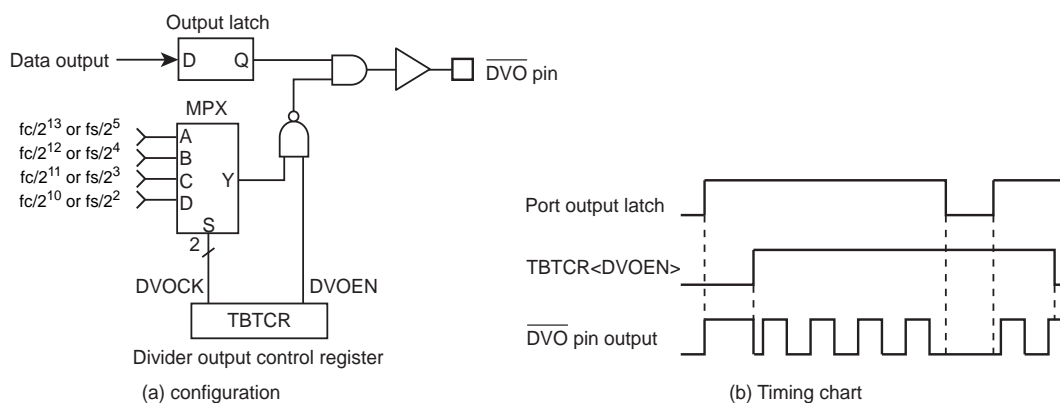 Output latch
Data output
D Q
DVO pin
MPX
fc/2^13 or fs/2^5
A
fc/2^12 or fs/2^4
B
fc/2^11 or fs/2^3
C
Y
fc/2^10 or fs/2^2
D
S
2
DVOCK
DVOEN
TBTCR
Divider output control register
(a) configuration
Port output latch
TBTCR<DVOEN>
DVO pin output
(b) Timing chart